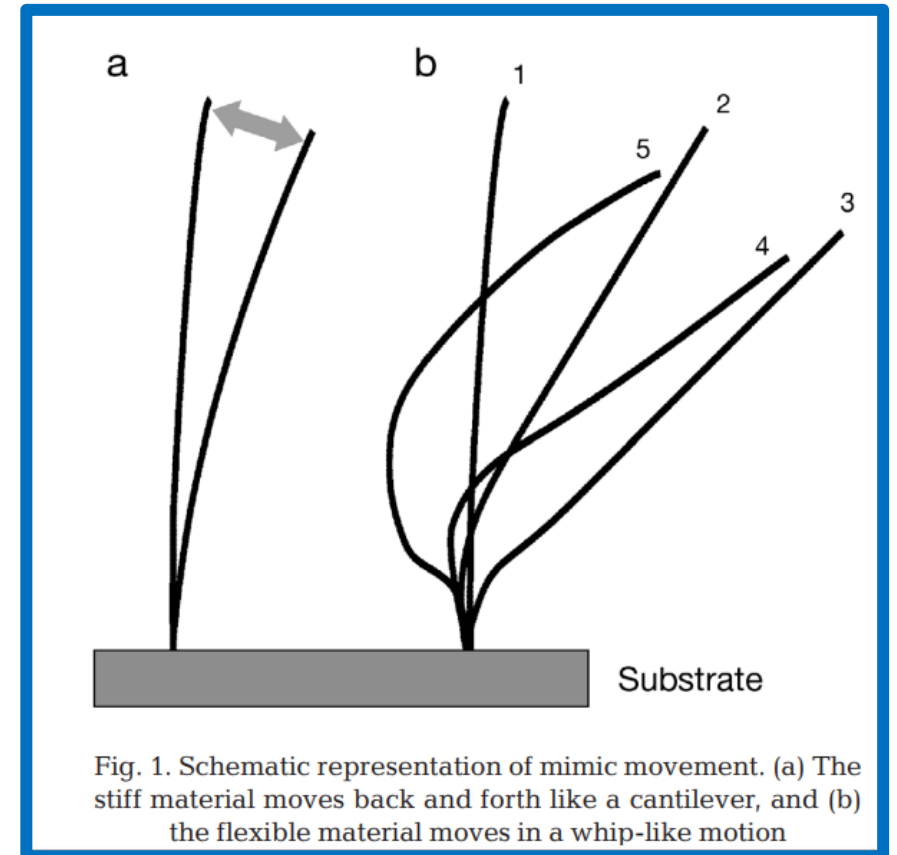 a
b
1
2
5
3
4
Substrate
Fig. 1. Schematic representation of mimic movement. (a) The
stiff material moves back and forth like a cantilever, and (b)
the flexible material moves in a whip-like motion